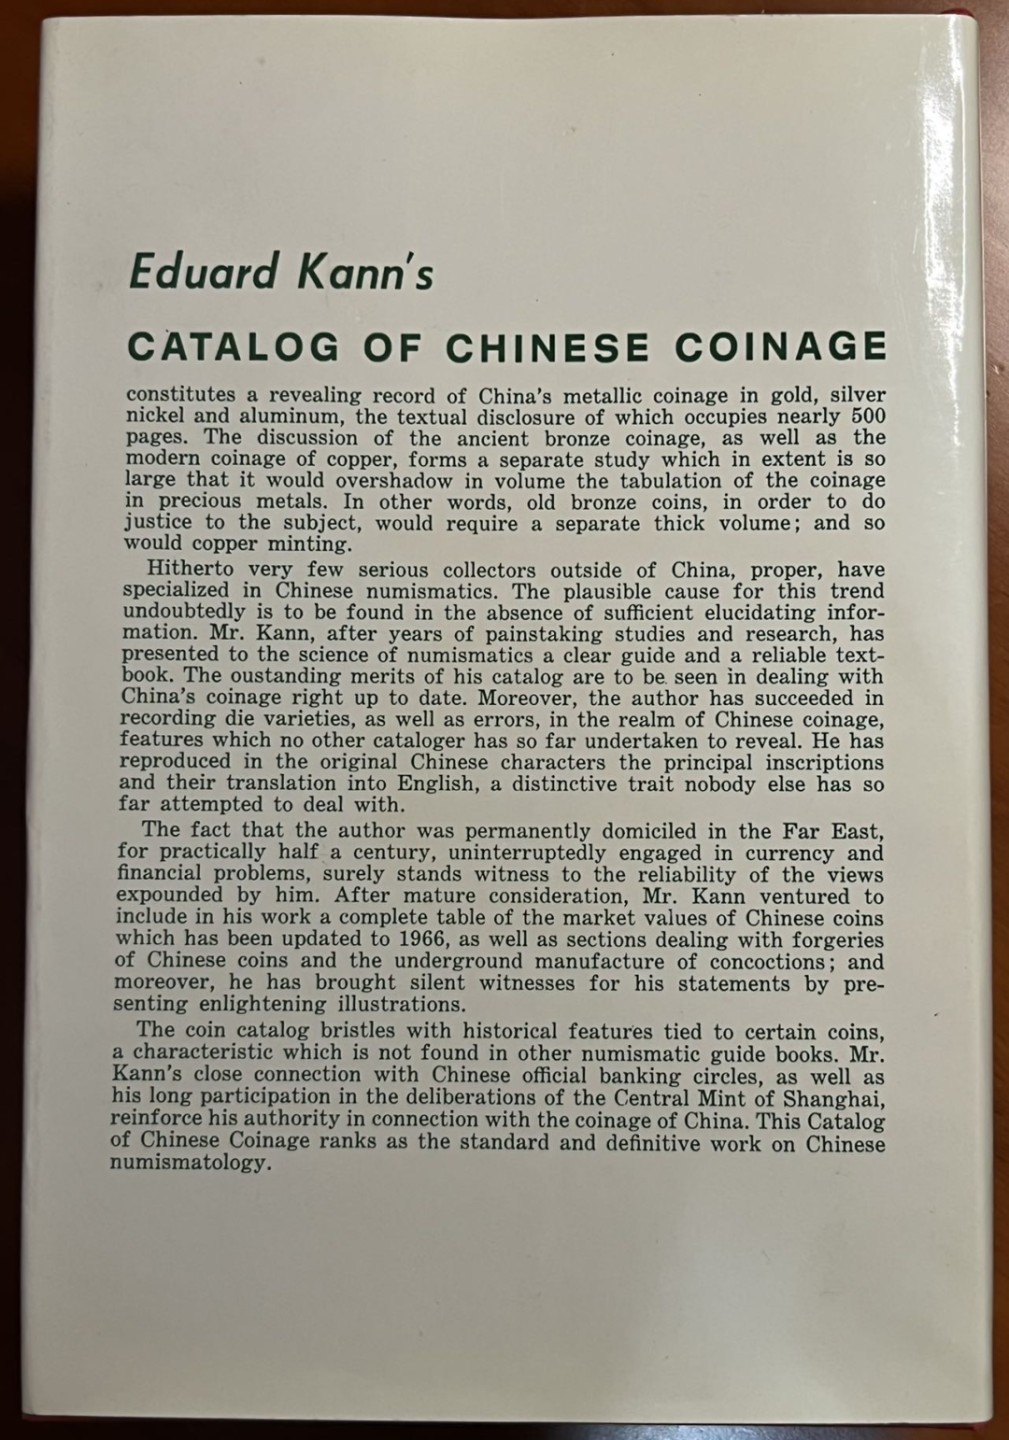 Eduard Kann's
CATALOG OF CHINESE COINAGE
constitutes a revealing record of China's metallic coinage in gold, silver
nickel and aluminum, the textual disclosure of which occupies nearly 500
pages. The discussion of the ancient bronze coinage, as well as the
modern coinage of copper, forms a separate study which in extent is so
large that it would overshadow in volume the tabulation of the coinage
in precious metals. In other words, old bronze coins, in order to do
justice to the subject, would require a separate thick volume; and so
would copper minting.
Hitherto very few serious collectors outside of China, proper, have
specialized in Chinese numismatics. The plausible cause for this trend
undoubtedly is to be found in the absence of sufficient elucidating infor-
mation. Mr. Kann, after years of painstaking studies and research, has
presented to the science of numismatics a clear guide and a reliable text-
book. The oustanding merits of his catalog are to be seen in dealing with
China's coinage right up to date. Moreover, the author has succeeded in
recording die varieties, as well as errors, in the realm of Chinese coinage,
features which no other cataloger has so far undertaken to reveal. He has
reproduced in the original Chinese characters the principal inscriptions
and their translation into English, a distinctive trait nobody else has so
far attempted to deal with.
The fact that the author was permanently domiciled in the Far East,
for practically half a century, uninterruptedly engaged in currency and
financial problems, surely stands witness to the reliability of the views
expounded by him. After mature consideration, Mr. Kann ventured to
include in his work a complete table of the market values of Chinese coins
which has been updated to 1966, as well as sections dealing with forgeries
of Chinese coins and the underground manufacture of concoctions; and
moreover, he has brought silent witnesses for his statements by pre-
senting enlightening illustrations.
The coin catalog bristles with historical features tied to certain coins,
a characteristic which is not found in other numismatic guide books. Mr.
Kann's close connection with Chinese official banking circles, as well as
his long participation in the deliberations of the Central Mint of Shanghai,
reinforce his authority in connection with the coinage of China. This Catalog
of Chinese Coinage ranks as the standard and definitive work on Chinese
numismatology.